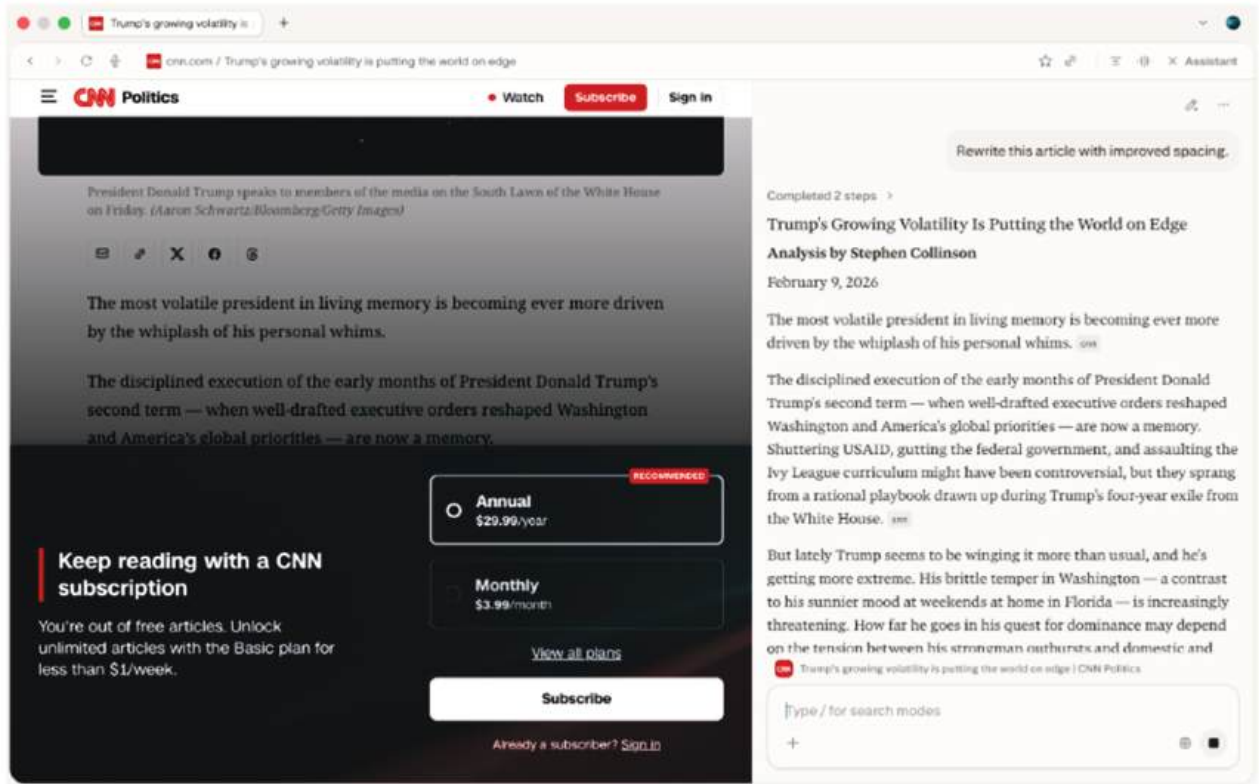 Trump's growing volatility is
cnn.com / Trump's growing volatility is putting the world on edge
Assistant
CNN Politics
Watch
Subscribe
Sign in
President Donald Trump speaks to members of the media on the South Lawn of the White House
on Friday. (Aaron Schwartz/Bloomberg/Getty Images)
The most volatile president in living memory is becoming ever more driven
by the whiplash of his personal whims.
The disciplined execution of the early months of President Donald Trump's
second term — when well-drafted executive orders reshaped Washington
and America's global priorities — are now a memory.
Keep reading with a CNN
subscription
You're out of free articles. Unlock
unlimited articles with the Basic plan for
less than $1/week.
RECOMMENDED
Annual
$29.99/year
Monthly
$3.99/month
View all plans
Subscribe
Already a subscriber? Sign in
Rewrite this article with improved spacing.
Completed 2 steps
Trump's Growing Volatility Is Putting the World on Edge
Analysis by Stephen Collinson
February 9, 2026
The most volatile president in living memory is becoming ever more
driven by the whiplash of his personal whims. cnn
The disciplined execution of the early months of President Donald
Trump's second term — when well-drafted executive orders reshaped
Washington and America's global priorities — are now a memory.
Shuttering USAID, gutting the federal government, and assaulting the
Ivy League curriculum might have been controversial, but they sprang
from a rational playbook drawn up during Trump's four-year exile from
the White House. cnn
But lately Trump seems to be winging it more than usual, and he's
getting more extreme. His brittle temper in Washington — a contrast
to his sunnier mood at weekends at home in Florida — is increasingly
threatening. How far he goes in his quest for dominance may depend
on the tension between his strongman outbursts and domestic and
CNN Trump's growing volatility is putting the world on edge | CNN Politics
Type / for search modes